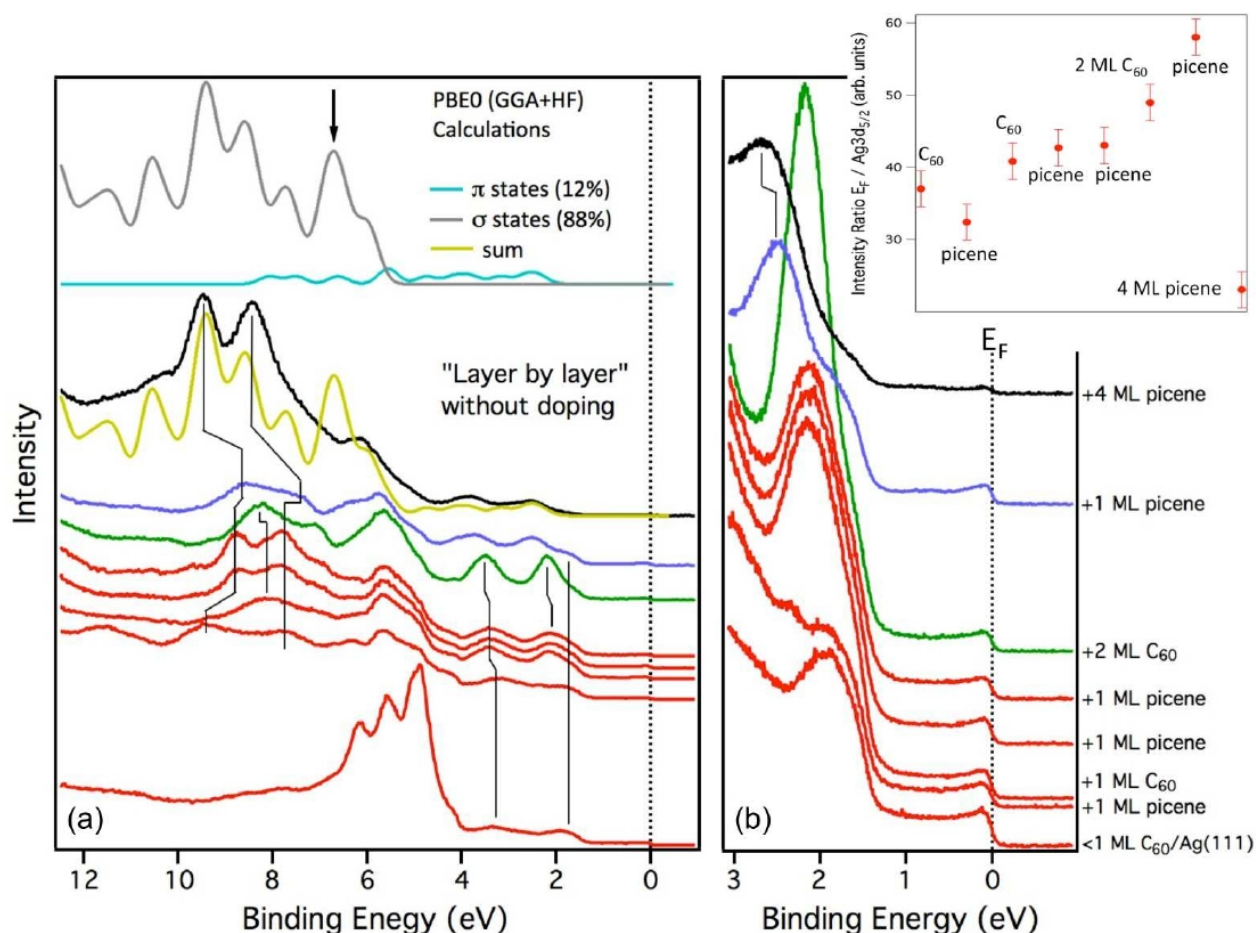 PBE0 (GGA+HF)
Calculations
π states (12%)
σ states (88%)
sum
"Layer by layer"
without doping
Intensity
(a)
12
10
8
6
4
2
0
Binding Enegy (eV)
60
50
40
30
Intensity Ratio E_F / Ag3d_5/2 (arb. units)
C60
picene
C60
picene
picene
2 ML C60
picene
4 ML picene
E_F
+4 ML picene
+1 ML picene
+2 ML C60
+1 ML picene
+1 ML picene
+1 ML C60
+1 ML picene
<1 ML C60/Ag(111)
(b)
3
2
1
0
Binding Energy (eV)